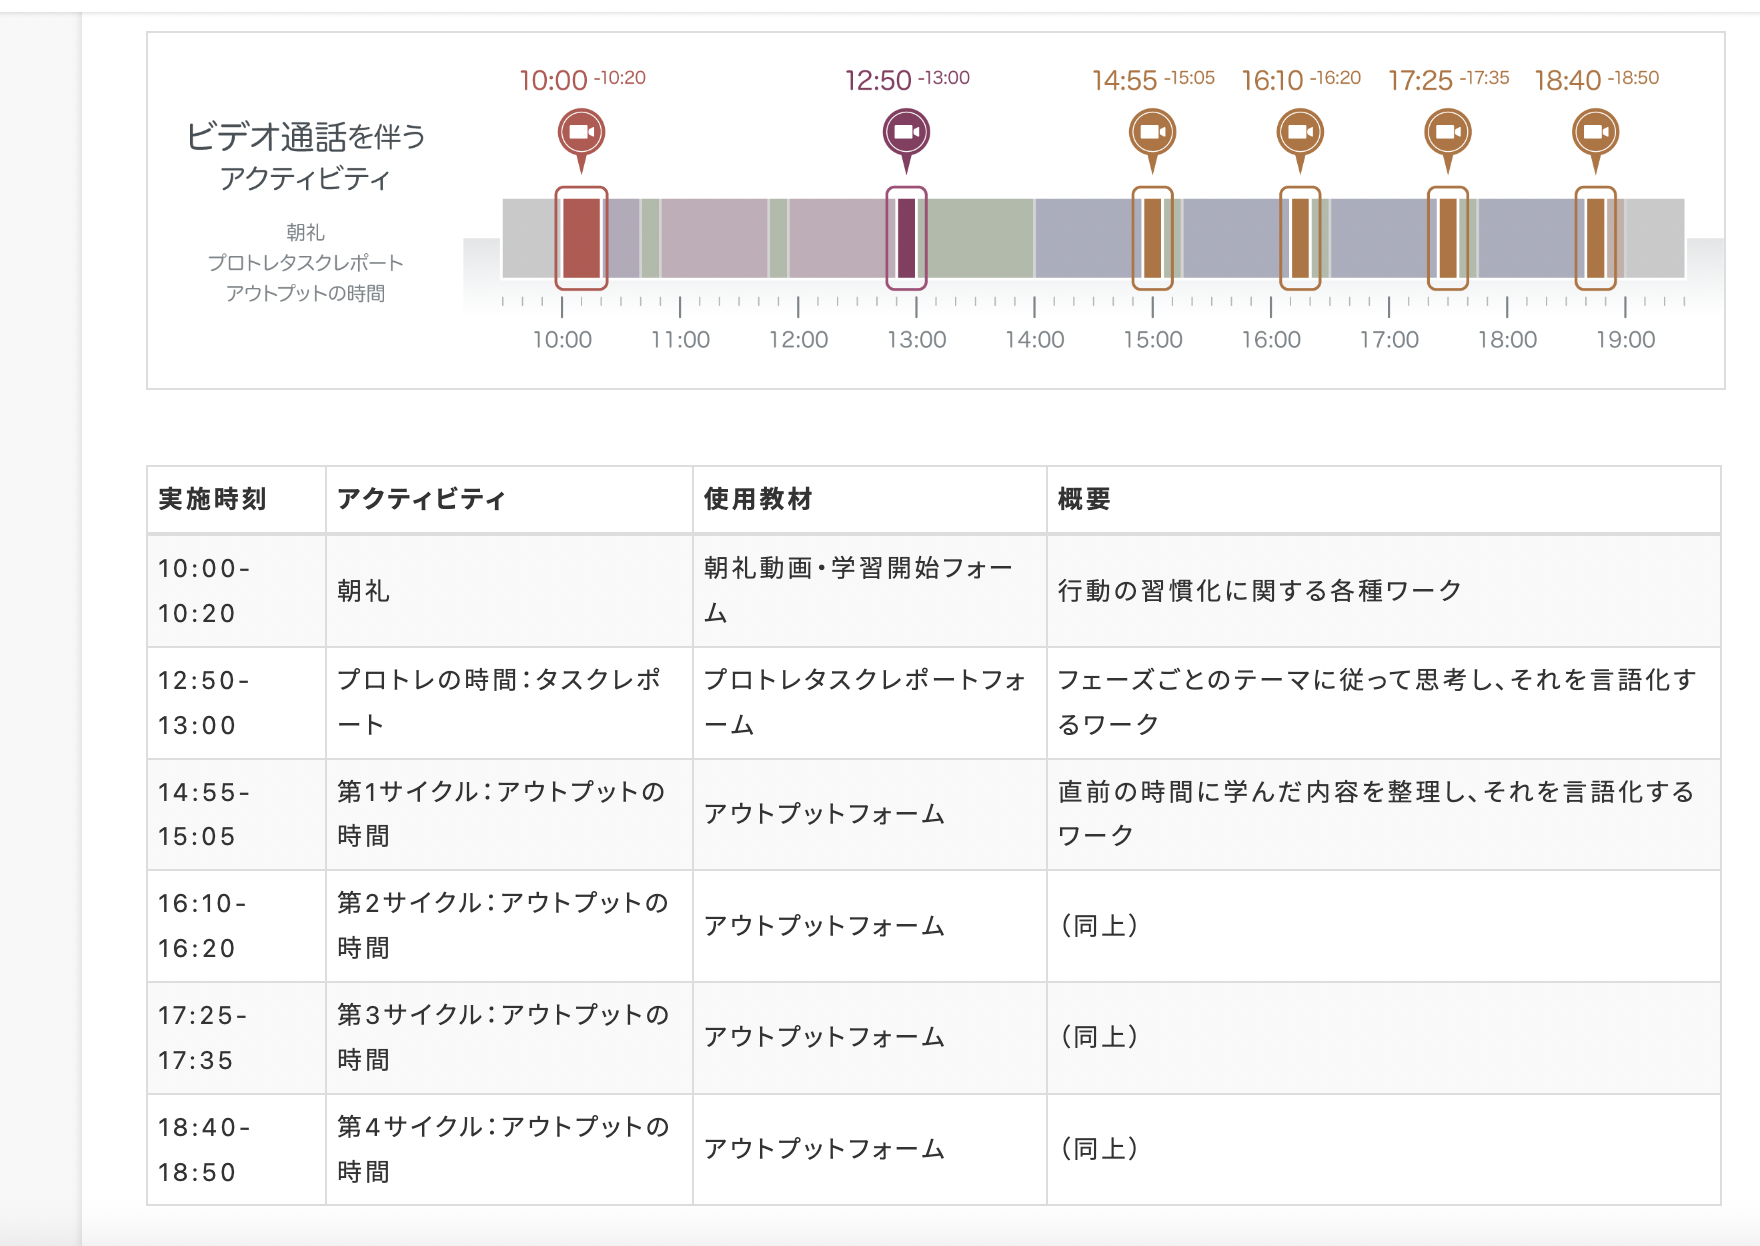 10:00 -10:20
12:50 -13:00
14:55 -15:05
16:10 -16:20
17:25 -17:35
18:40 -18:50
ビデオ通話を伴う
アクティビティ
朝礼
プロトレタスクレポート
アウトプットの時間
10:00
11:00
12:00
13:00
14:00
15:00
16:00
17:00
18:00
19:00
実施時刻
アクティビティ
使用教材
概要
10:00-
10:20
朝礼
朝礼動画・学習開始フォー
ム
行動の習慣化に関する各種ワーク
12:50-
13:00
プロトレの時間：タスクレポ
ート
プロトレタスクレポートフォ
ーム
フェーズごとのテーマに従って思考し、それを言語化す
るワーク
14:55-
15:05
第1サイクル：アウトプットの
時間
アウトプットフォーム
直前の時間に学んだ内容を整理し、それを言語化する
ワーク
16:10-
16:20
第2サイクル：アウトプットの
時間
アウトプットフォーム
（同上）
17:25-
17:35
第3サイクル：アウトプットの
時間
アウトプットフォーム
（同上）
18:40-
18:50
第4サイクル：アウトプットの
時間
アウトプットフォーム
（同上）